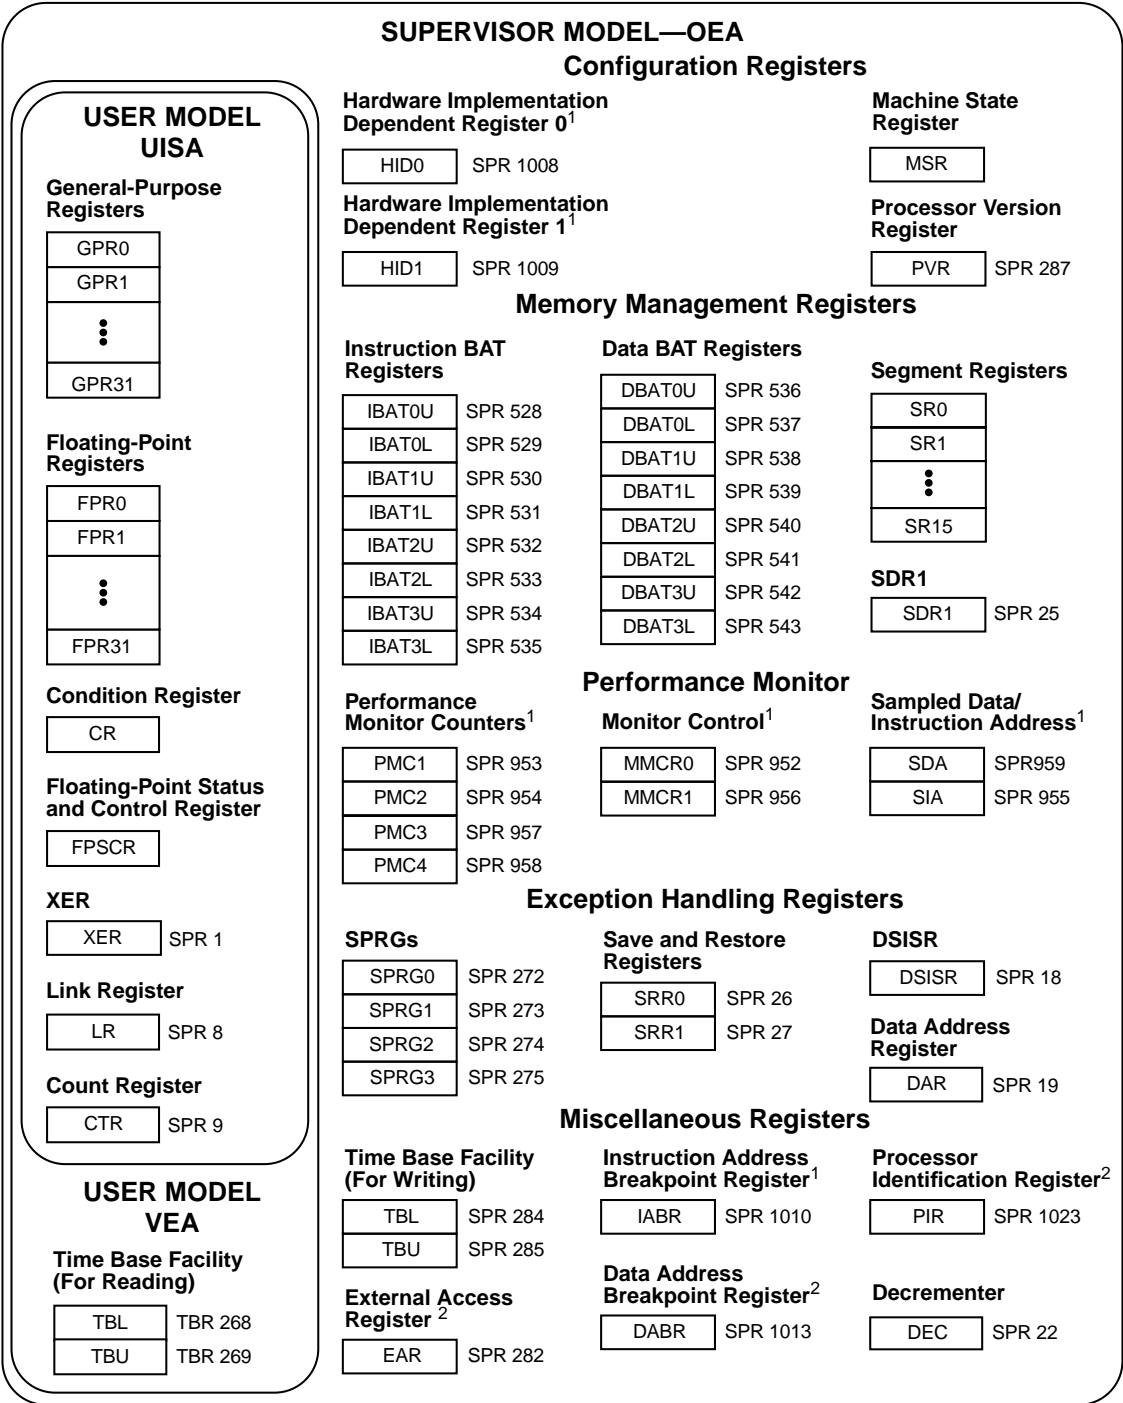 SUPERVISOR MODEL—OEA
Configuration Registers
USER MODEL
UISA
General-Purpose
Registers
GPR0
GPR1
GPR31
Floating-Point
Registers
FPR0
FPR1
FPR31
Condition Register
CR
Floating-Point Status
and Control Register
FPSCR
XER
XER SPR 1
Link Register
LR SPR 8
Count Register
CTR SPR 9
USER MODEL
VEA
Time Base Facility
(For Reading)
TBL TBR 268
TBU TBR 269
Hardware Implementation
Dependent Register 0¹
HID0 SPR 1008
Hardware Implementation
Dependent Register 1¹
HID1 SPR 1009
Machine State
Register
MSR
Processor Version
Register
PVR SPR 287
Memory Management Registers
Instruction BAT
Registers
IBAT0U SPR 528
IBAT0L SPR 529
IBAT1U SPR 530
IBAT1L SPR 531
IBAT2U SPR 532
IBAT2L SPR 533
IBAT3U SPR 534
IBAT3L SPR 535
Data BAT Registers
DBAT0U SPR 536
DBAT0L SPR 537
DBAT1U SPR 538
DBAT1L SPR 539
DBAT2U SPR 540
DBAT2L SPR 541
DBAT3U SPR 542
DBAT3L SPR 543
Segment Registers
SR0
SR1
SR15
SDR1
SDR1 SPR 25
Performance Monitor
Performance
Monitor Counters¹
PMC1 SPR 953
PMC2 SPR 954
PMC3 SPR 957
PMC4 SPR 958
Monitor Control¹
MMCR0 SPR 952
MMCR1 SPR 956
Sampled Data/
Instruction Address¹
SDA SPR959
SIA SPR 955
Exception Handling Registers
SPRGs
SPRG0 SPR 272
SPRG1 SPR 273
SPRG2 SPR 274
SPRG3 SPR 275
Save and Restore
Registers
SRR0 SPR 26
SRR1 SPR 27
DSISR
DSISR SPR 18
Data Address
Register
DAR SPR 19
Miscellaneous Registers
Time Base Facility
(For Writing)
TBL SPR 284
TBU SPR 285
External Access
Register ²
EAR SPR 282
Instruction Address
Breakpoint Register¹
IABR SPR 1010
Data Address
Breakpoint Register²
DABR SPR 1013
Processor
Identification Register²
PIR SPR 1023
Decrementer
DEC SPR 22